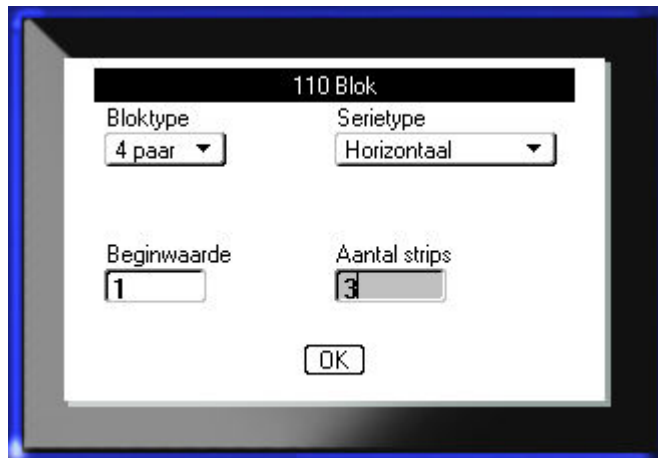 110 Blok
Bloktype Serietype
4 paar Horizontaal
Beginwaarde Aantal strips
1 3
OK